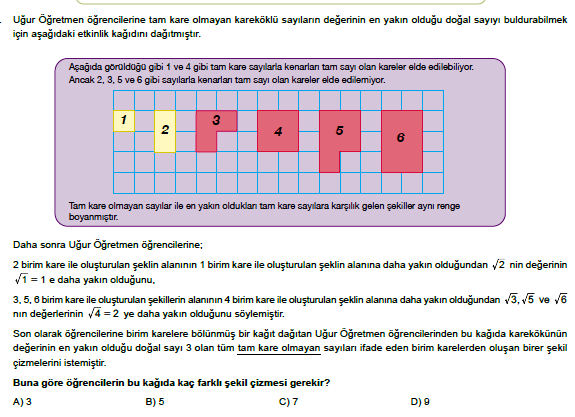 Uğur Öğretmen öğrencilerine tam kare olmayan kareköklü sayıların değerinin en yakın olduğu doğal sayıyı buldurabilmek
için aşağıdaki etkinlik kağıdını dağıtmıştır.
Aşağıda görüldüğü gibi 1 ve 4 gibi tam kare sayılarla kenarları tam sayı olan kareler elde edilebiliyor.
Ancak 2, 3, 5 ve 6 gibi sayılarla kenarları tam sayı olan kareler elde edilemiyor.
1 2 3 4 5 6
Tam kare olmayan sayılar ile en yakın oldukları tam kare sayılara karşılık gelen şekiller aynı renge
boyanmıştır.
Daha sonra Uğur Öğretmen öğrencilerine;
2 birim kare ile oluşturulan şeklin alanının 1 birim kare ile oluşturulan şeklin alanına daha yakın olduğundan √2 nin değerinin
√1 = 1 e daha yakın olduğunu,
3, 5, 6 birim kare ile oluşturulan şekillerin alanının 4 birim kare ile oluşturulan şeklin alanına daha yakın olduğundan √3, √5 ve √6
nın değerlerinin √4 = 2 ye daha yakın olduğunu söylemiştir.
Son olarak öğrencilerine birim karelere bölünmüş bir kağıt dağıtan Uğur Öğretmen öğrencilerinden bu kağıda karekökünün
değerinin en yakın olduğu doğal sayı 3 olan tüm tam kare olmayan sayıları ifade eden birim karelerden oluşan birer şekil
çizmelerini istemiştir.
Buna göre öğrencilerin bu kağıda kaç farklı şekil çizmesi gerekir?
A) 3 B) 5 C) 7 D) 9